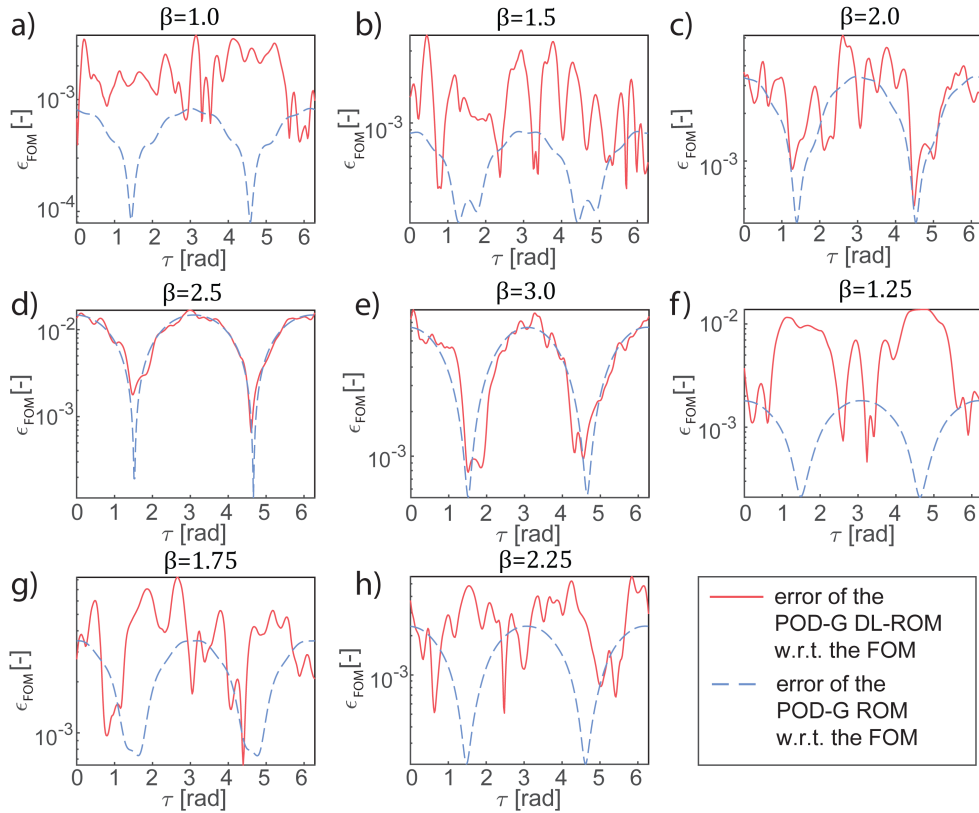 a)
β=1.0
10⁻³
10⁻⁴
ϵFOM [-]
0 1 2 3 4 5 6
τ [rad]
b)
β=1.5
10⁻³
ϵFOM [-]
0 1 2 3 4 5 6
τ [rad]
c)
β=2.0
10⁻³
ϵFOM [-]
0 1 2 3 4 5 6
τ [rad]
d)
β=2.5
10⁻²
10⁻³
ϵFOM [-]
0 1 2 3 4 5 6
τ [rad]
e)
β=3.0
10⁻³
ϵFOM [-]
0 1 2 3 4 5 6
τ [rad]
f)
β=1.25
10⁻²
10⁻³
ϵFOM [-]
0 1 2 3 4 5 6
τ [rad]
g)
β=1.75
10⁻³
ϵFOM [-]
0 1 2 3 4 5 6
τ [rad]
h)
β=2.25
10⁻³
ϵFOM [-]
0 1 2 3 4 5 6
τ [rad]
error of the
POD-G DL-ROM
w.r.t. the FOM
error of the
POD-G ROM
w.r.t. the FOM